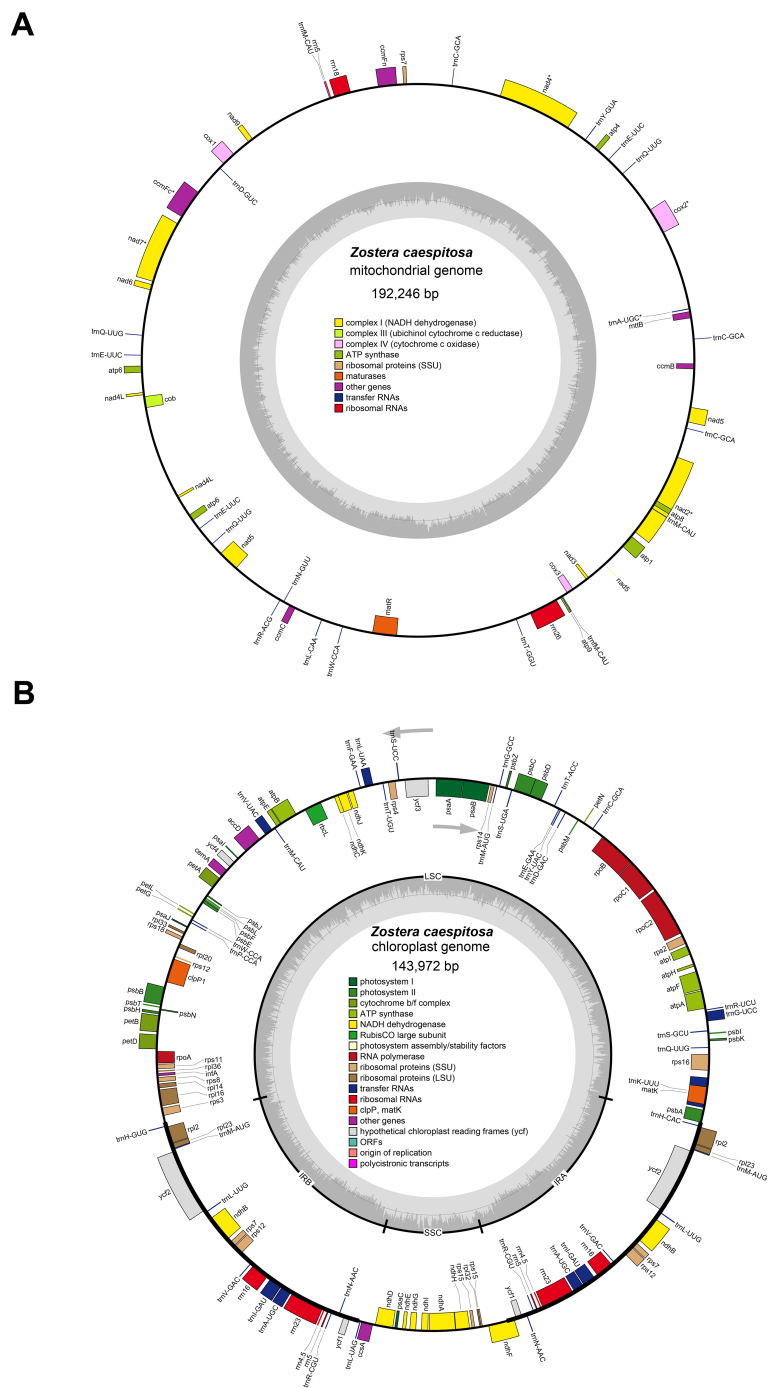 A
trnfM-CAU
rrn5
rrn18
ccmFn
rps7
trnC-GCA
nad4*
trnY-GUA
atp4
trnE-UUC
trnQ-UUG
cox2*
trnA-UGC*
mttB
trnC-GCA
ccmB
nad5
trnC-GCA
nad2*
atp8
trnM-CAU
atp1
nad5
nad3
cox3
trnfM-CAU
atp9
rrn26
trnT-GGU
matR
trnW-CCA
trnL-CAA
ccmC
trnR-ACG
trnN-GUU
nad5
trnQ-UUG
trnE-UUC
atp6
nad4L
cob
nad4L
atp6
trnE-UUC
trnQ-UUG
nad6
nad7*
ccmFc*
trnD-GUC
cox1
nad9
Zostera caespitosa
mitochondrial genome
192,246 bp
complex I (NADH dehydrogenase)
complex III (ubichinol cytochrome c reductase)
complex IV (cytochrome c oxidase)
ATP synthase
ribosomal proteins (SSU)
maturases
other genes
transfer RNAs
ribosomal RNAs
B
trnS-UCC
trnL-UAA
trnF-GAA
trnT-UGU
rps4
ycf3
psaA
psaB
rps14
trnM-AUG
trnG-GCC
psbZ
trnS-UGA
psbC
psbD
trnT-ACC
trnE-GAA
trnY-UAC
trnD-GAC
psbM
petN
trnC-GCA
rpoB
rpoC1
rpoC2
rps2
atpI
atpH
atpF
atpA
trnR-UCU
trnG-UCC
trnS-GCU
psbI
psbK
trnQ-UUG
rps16
trnK-UUU
matK
psbA
trnH-CAC
rpl2
rpl23
trnM-AUG
ycf2
trnL-UUG
ndhB
rps7
rps12
trnV-GAC
rrn16
trnI-GAU
trnA-UGC
rrn23
rrn4.5
rrn5
trnR-CGU
trnN-AAC
ycf1
ndhF
rps15
rpl32
rps15
ndhH
ndhA
ndhI
ndhG
ndhE
psaC
ndhD
ccsA
trnL-UAG
ycf1
trnN-AAC
trnR-CGU
rrn5
rrn4.5
rrn23
trnA-UGC
trnI-GAU
rrn16
trnV-GAC
rps12
rps7
ndhB
trnL-UUG
ycf2
trnM-AUG
rpl23
rpl2
trnH-GUG
rps3
rpl16
rpl14
rps8
infA
rpl36
rps11
rpoA
petD
petB
psbH
psbT
psbN
psbB
clpP1
rps12
rpl20
rps18
rpl33
psaJ
trnP-CCA
trnW-CCA
psbE
psbF
psbL
psbJ
petG
petL
petA
cemA
ycf4
psaI
accD
trnV-UAC
trnM-CAU
atpE
atpB
rbcL
ndhC
ndhK
ndhJ
LSC
IRB
IRA
SSC
Zostera caespitosa
chloroplast genome
143,972 bp
photosystem I
photosystem II
cytochrome b/f complex
ATP synthase
NADH dehydrogenase
RubisCO large subunit
photosystem assembly/stability factors
RNA polymerase
ribosomal proteins (SSU)
ribosomal proteins (LSU)
transfer RNAs
ribosomal RNAs
clpP, matK
other genes
hypothetical chloroplast reading frames (ycf)
ORFs
origin of replication
polycistronic transcripts